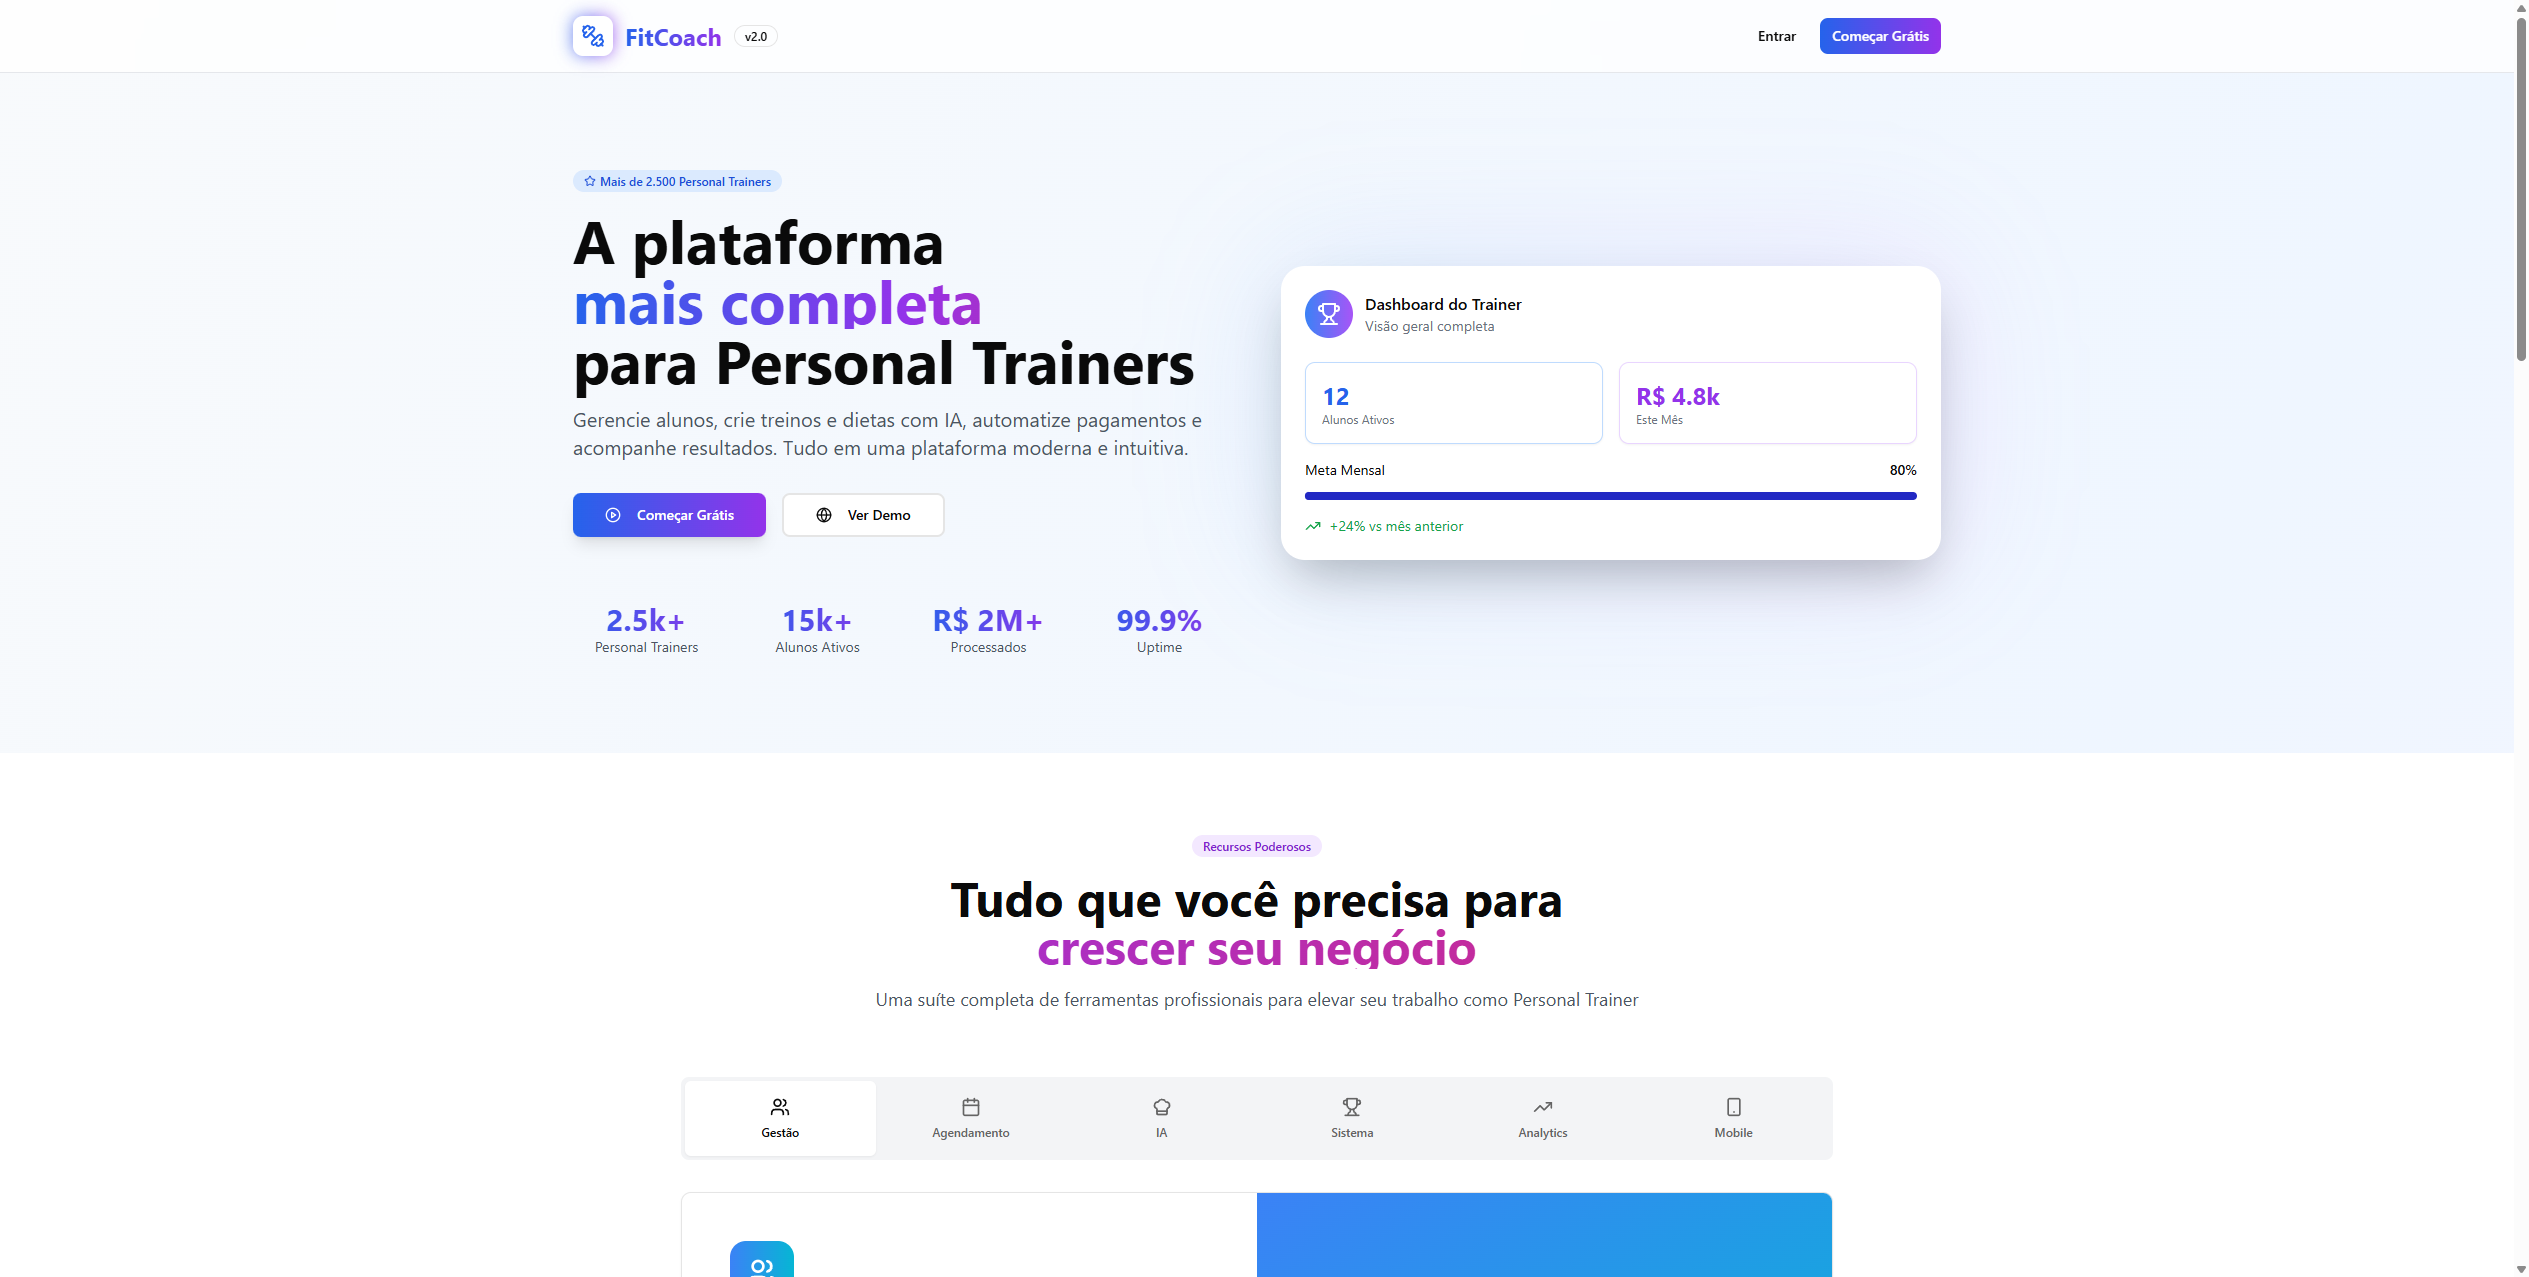 FitCoach
v2.0
Entrar
Começar Grátis
Mais de 2.500 Personal Trainers
A plataforma
mais completa
para Personal Trainers
Gerencie alunos, crie treinos e dietas com IA, automatize pagamentos e
acompanhe resultados. Tudo em uma plataforma moderna e intuitiva.
Começar Grátis
Ver Demo
2.5k+
Personal Trainers
15k+
Alunos Ativos
R$ 2M+
Processados
99.9%
Uptime
Dashboard do Trainer
Visão geral completa
12
Alunos Ativos
R$ 4.8k
Este Mês
Meta Mensal
80%
+24% vs mês anterior
Recursos Poderosos
Tudo que você precisa para
crescer seu negócio
Uma suíte completa de ferramentas profissionais para elevar seu trabalho como Personal Trainer
Gestão
Agendamento
IA
Sistema
Analytics
Mobile